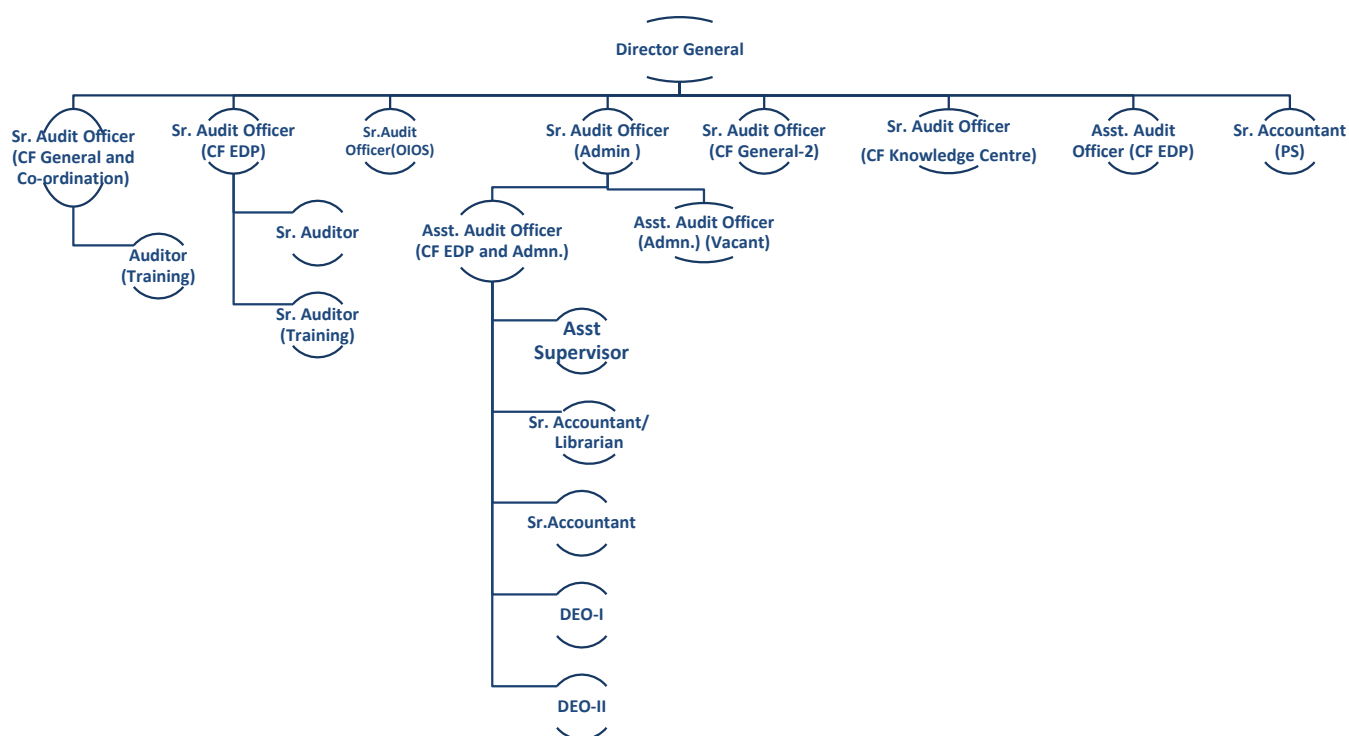 Director General
Sr. Audit Officer
(CF General and
Co-ordination)
Sr. Audit Officer
(CF EDP)
Sr.Audit
Officer(OIOS)
Sr. Audit Officer
(Admin )
Sr. Audit Officer
(CF General-2)
Sr. Audit Officer
(CF Knowledge Centre)
Asst. Audit
Officer (CF EDP)
Sr. Accountant
(PS)
Auditor
(Training)
Sr. Auditor
Sr. Auditor
(Training)
Asst. Audit Officer
(CF EDP and Admn.)
Asst. Audit Officer
(Admn.) (Vacant)
Asst
Supervisor
Sr. Accountant/
Librarian
Sr.Accountant
DEO-I
DEO-II